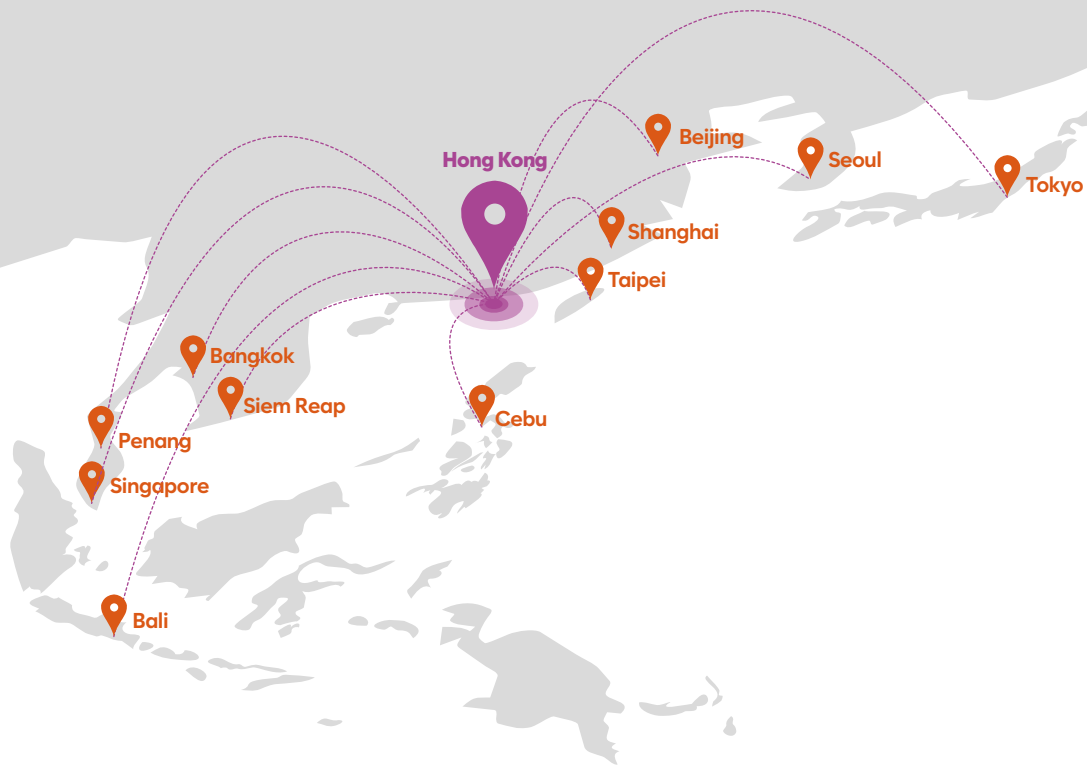 Beijing
Hong Kong
Seoul
Tokyo
Shanghai
Taipei
Bangkok
Siem Reap
Cebu
Penang
Singapore
Bali